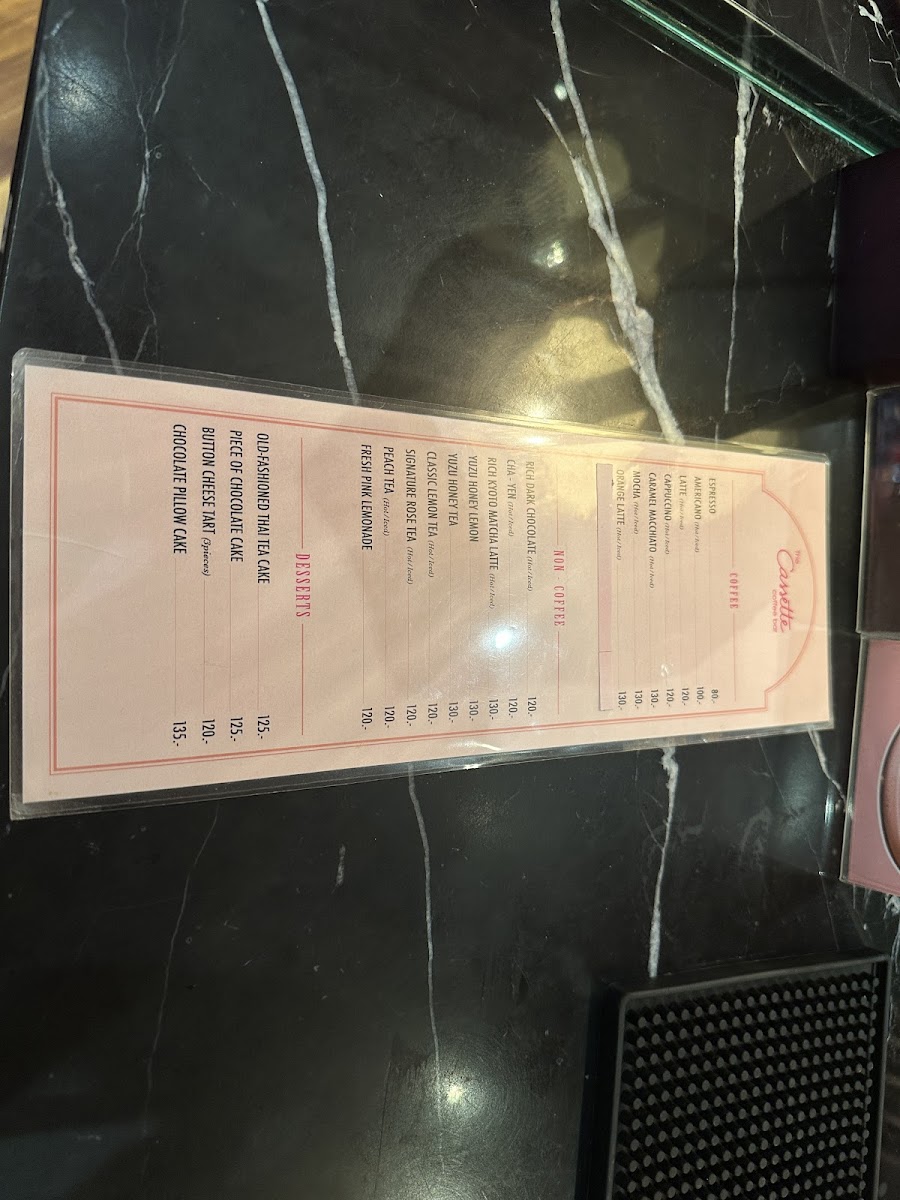 THE
Cassette
COFFEE BAR
COFFEE
ESPRESSO 80.-
AMERICANO (Hot / Iced) 100.-
LATTE (Hot / Iced) 120.-
CAPPUCCINO (Hot / Iced) 120.-
CARAMEL MACCHIATO (Hot / Iced) 130.-
MOCHA (Hot / Iced) 130.-
ORANGE LATTE (Hot / Iced) 130.-
NON - COFFEE
RICH DARK CHOCOLATE (Hot / Iced) 120.-
CHA - YEN (Hot / Iced) 120.-
RICH KYOTO MATCHA LATTE (Hot / Iced) 130.-
YUZU HONEY LEMON 130.-
YUZU HONEY TEA 130.-
CLASSIC LEMON TEA (Hot / Iced) 120.-
SIGNATURE ROSE TEA (Hot / Iced) 120.-
PEACH TEA (Hot / Iced) 120.-
FRESH PINK LEMONADE 120.-
DESSERTS
OLD-FASHIONED THAI TEA CAKE 125.-
PIECE OF CHOCOLATE CAKE 125.-
BUTTON CHEESE TART (3pieces) 120.-
CHOCOLATE PILLOW CAKE 135.-